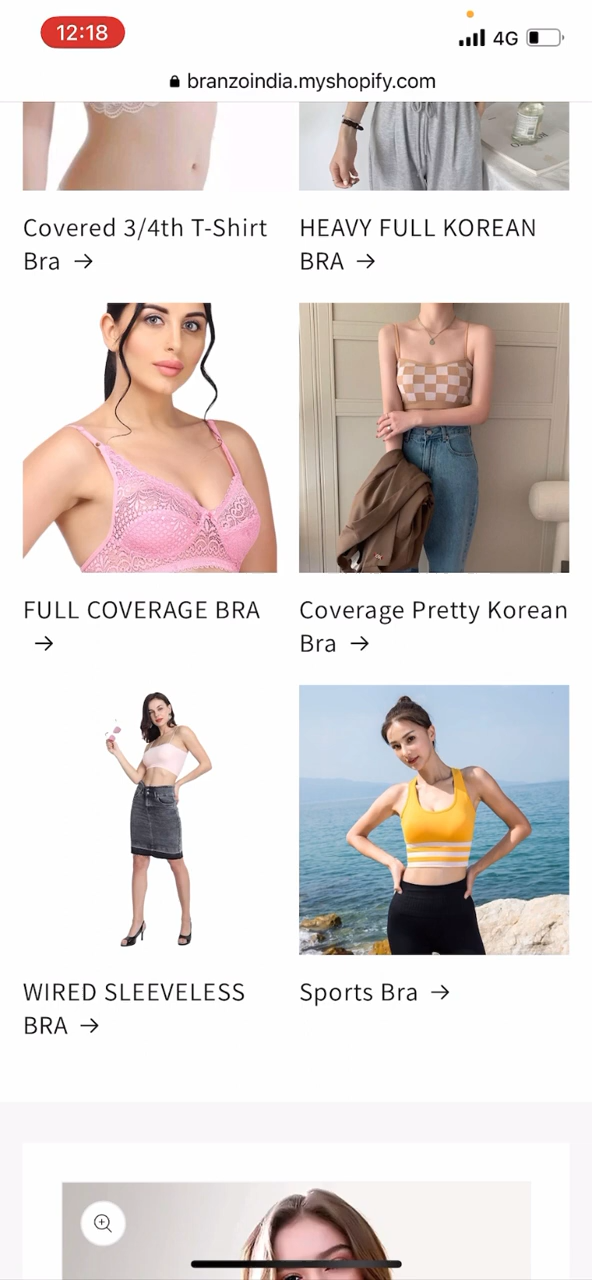 12:18
4G
branzoindia.myshopify.com
Covered 3/4th T-Shirt
Bra →
HEAVY FULL KOREAN
BRA →
FULL COVERAGE BRA
→
Coverage Pretty Korean
Bra →
WIRED SLEEVELESS
BRA →
Sports Bra →